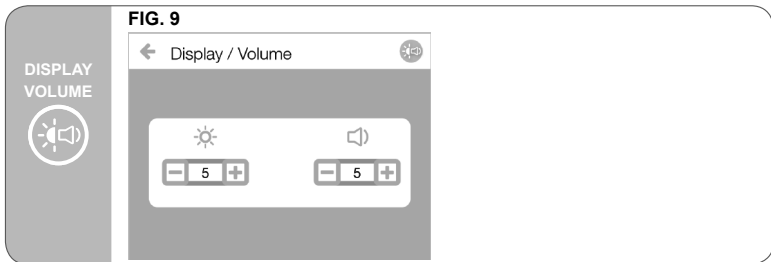 FIG. 9
DISPLAY
VOLUME
Display / Volume
5
5